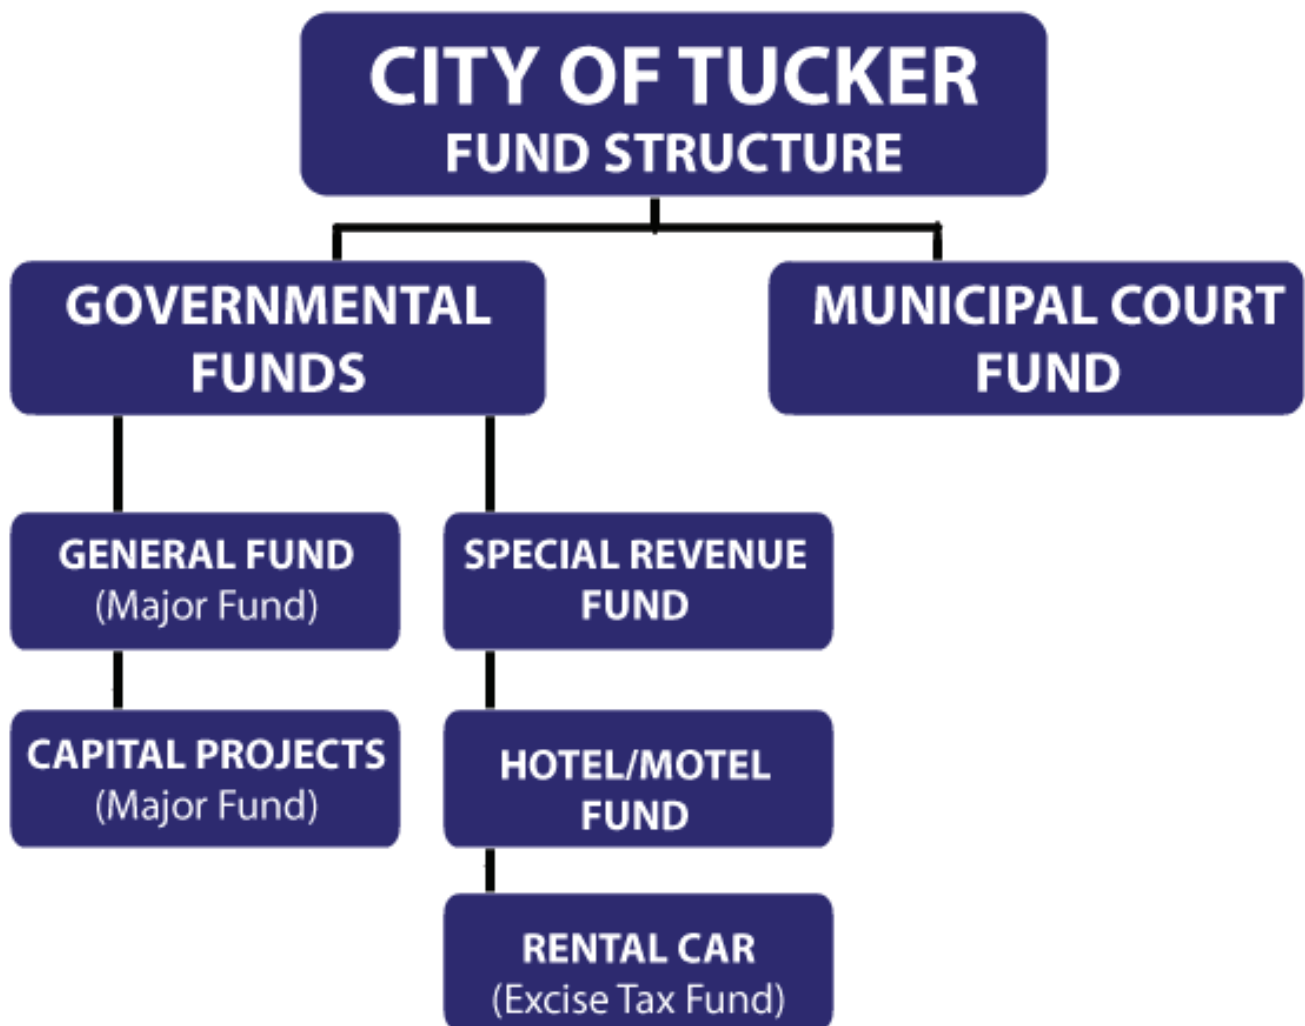 CITY OF TUCKER
FUND STRUCTURE
GOVERNMENTAL
FUNDS
MUNICIPAL COURT
FUND
GENERAL FUND
(Major Fund)
SPECIAL REVENUE
FUND
CAPITAL PROJECTS
(Major Fund)
HOTEL/MOTEL
FUND
RENTAL CAR
(Excise Tax Fund)